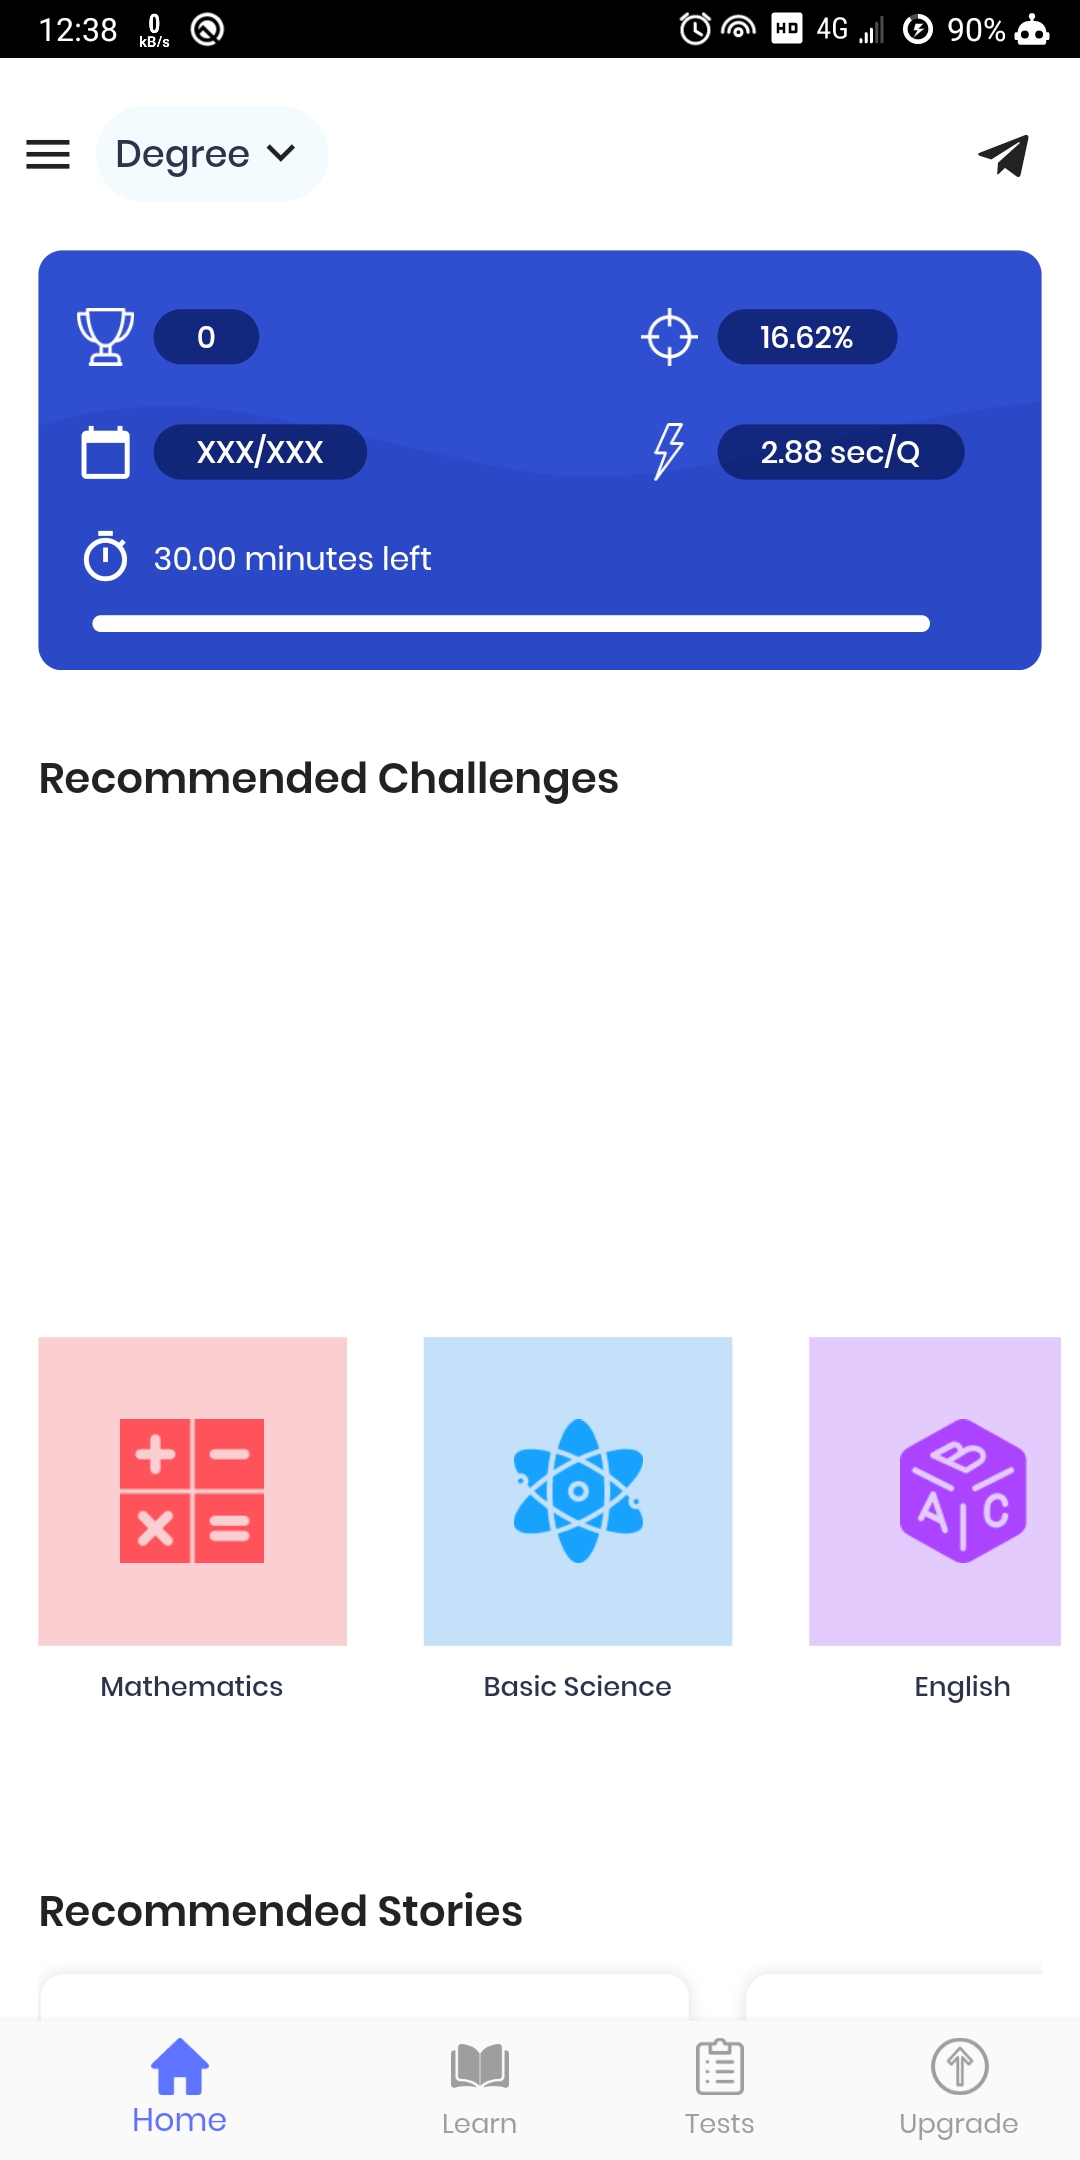 12:38 0 kB/s HD 4G 90%
Degree
0 16.62%
XXX/XXX 2.88 sec/Q
30.00 minutes left
Recommended Challenges
B A C
Mathematics Basic Science English
Recommended Stories
Home Learn Tests Upgrade